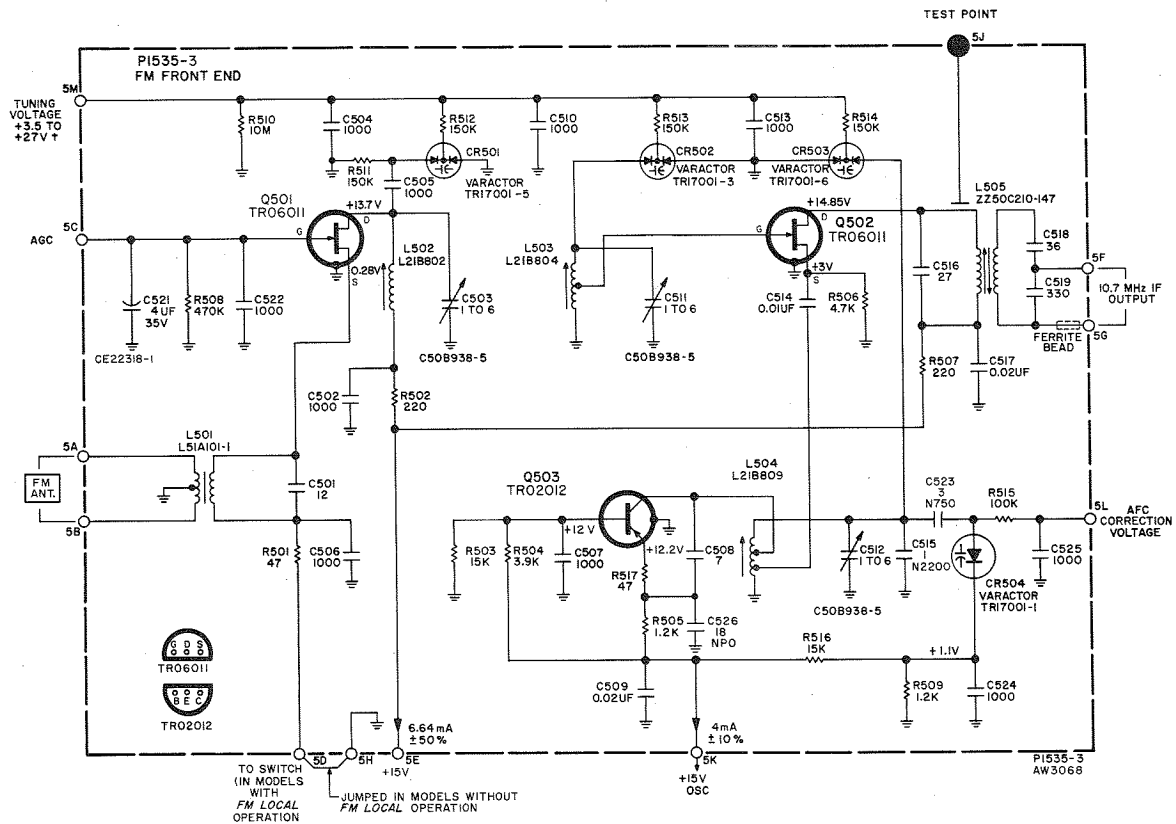 TEST POINT
5J
P1535-3
FM FRONT END
5M
TUNING
VOLTAGE
+3.5 TO
+27V †
R510
10M
C504
1000
R512
150K
C510
1000
R513
150K
C513
1000
R514
150K
CR501
VARACTOR
TR17001-5
R511
150K
C505
1000
CR502
VARACTOR
TR17001-3
CR503
VARACTOR
TR17001-6
L505
ZZ50C210-147
Q501
TR06011
+13.7V
D
G
S
0.28V
5C
AGC
L502
L21B802
L503
L21B804
+14.85V
D
Q502
TR06011
G
+3V
S
C518
36
5F
C516
27
C519
330
10.7 MHz IF
OUTPUT
5G
FERRITE
BEAD
C521
4 UF
35V
CE22318-1
R508
470K
C522
1000
C503
1 TO 6
C50B938-5
C511
1 TO 6
C50B938-5
C514
0.01UF
R506
4.7K
R507
220
C517
0.02UF
C502
1000
R502
220
L501
L51A101-1
5A
FM
ANT.
5B
C501
12
R501
47
C506
1000
Q503
TR02012
L504
L21B809
C523
3
N750
R515
100K
5L
AFC
CORRECTION
VOLTAGE
+12 V
+12.2V
R503
15K
R504
3.9K
C507
1000
C508
7
R517
47
C512
1 TO 6
C50B938-5
C515
1
N2200
C525
1000
CR504
VARACTOR
TR17001-1
R505
1.2K
C526
18
NPO
R516
15K
+1.1V
R509
1.2K
C524
1000
C509
0.02UF
G D S
TR06011
B E C
TR02012
6.64mA
±50%
4mA
±10%
5D
5H
5E
+15V
5K
+15V
OSC
P1535-3
AW3068
TO SWITCH
(IN MODELS
WITH
FM LOCAL
OPERATION
JUMPED IN MODELS WITHOUT
FM LOCAL OPERATION